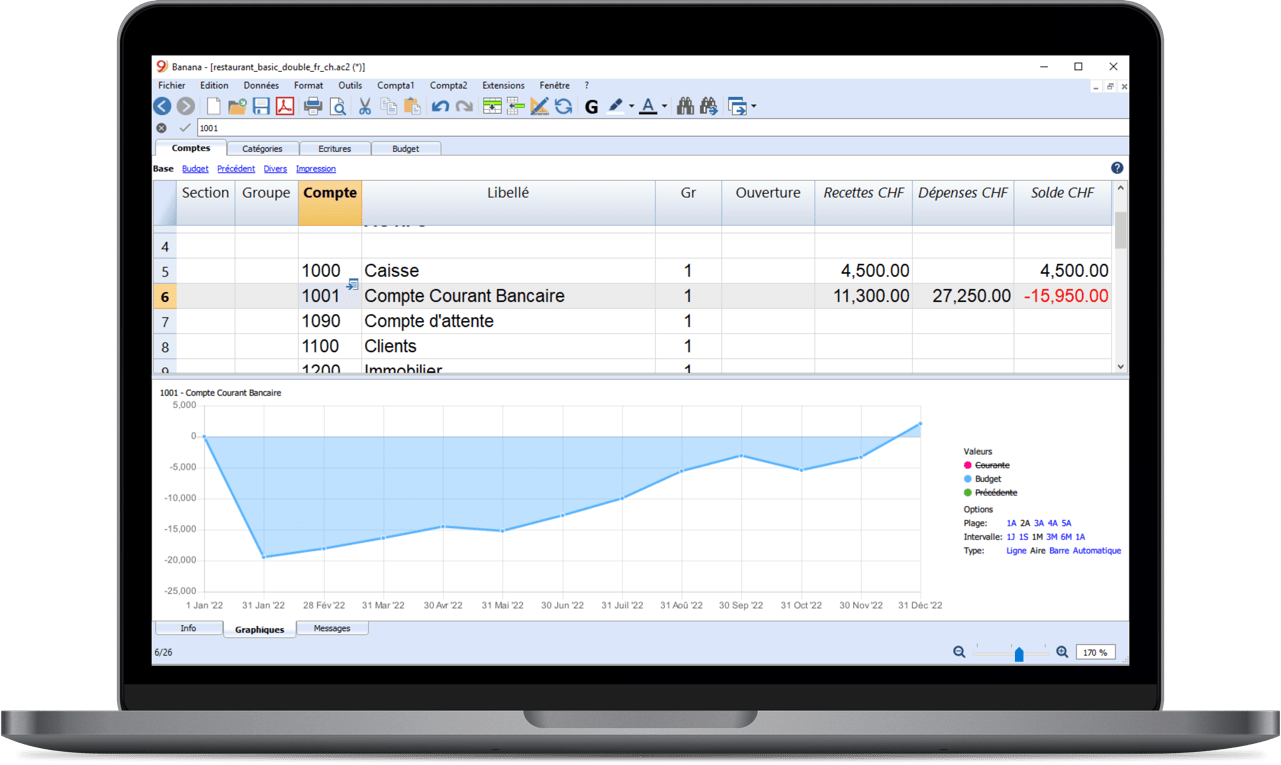 Banana - [restaurant_basic_double_fr_ch.ac2 (*)]
Fichier Edition Données Format Outils Compta1 Compta2 Extensions Fenêtre ?
G A
1001
Comptes Catégories Ecritures Budget
Base Budget Précédent Divers Impression ?
Section Groupe Compte Libellé Gr Ouverture Recettes CHF Dépenses CHF Solde CHF
4
5 1000 Caisse 1 4,500.00 4,500.00
6 1001 Compte Courant Bancaire 1 11,300.00 27,250.00 -15,950.00
7 1090 Compte d'attente 1
8 1100 Clients 1
9 1200 Immobilier 1
1001 - Compte Courant Bancaire
5,000
0
-5,000
-10,000
-15,000
-20,000
-25,000
1 Jan '22 31 Jan '22 28 Fév'22 31 Mar '22 30 Avr '22 31 Mai '22 30 Jun '22 31 Juil '22 31 Aoû '22 30 Sep '22 31 Oct '22 30 Nov '22 31 Déc '22
Valeurs
Courante
Budget
Précédente
Options
Plage: 1A 2A 3A 4A 5A
Intervalle: 1J 1S 1M 3M 6M 1A
Type: Ligne Aire Barre Automatique
Info Graphiques Messages
6/26 170 %